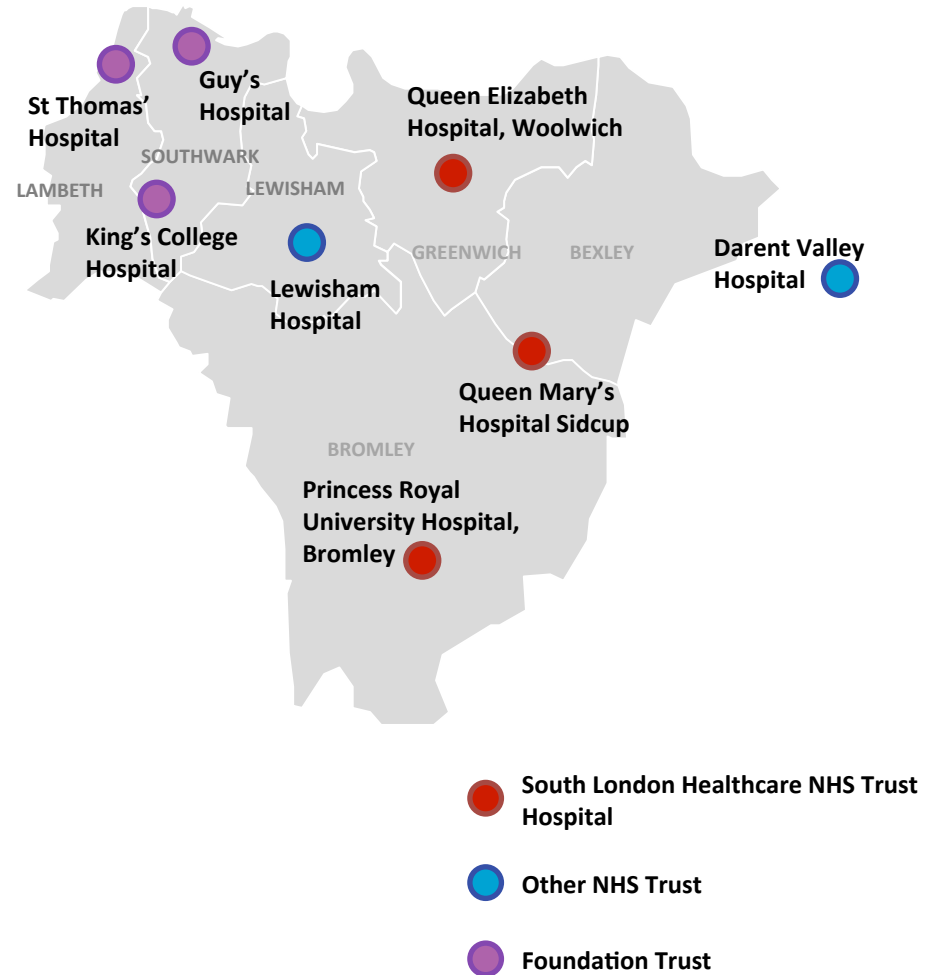 St Thomas’
Hospital
Guy’s
Hospital
Queen Elizabeth
Hospital, Woolwich
SOUTHWARK
LAMBETH
LEWISHAM
King’s College
Hospital
GREENWICH
BEXLEY
Darent Valley
Hospital
Lewisham
Hospital
Queen Mary’s
Hospital Sidcup
BROMLEY
Princess Royal
University Hospital,
Bromley
South London Healthcare NHS Trust
Hospital
Other NHS Trust
Foundation Trust